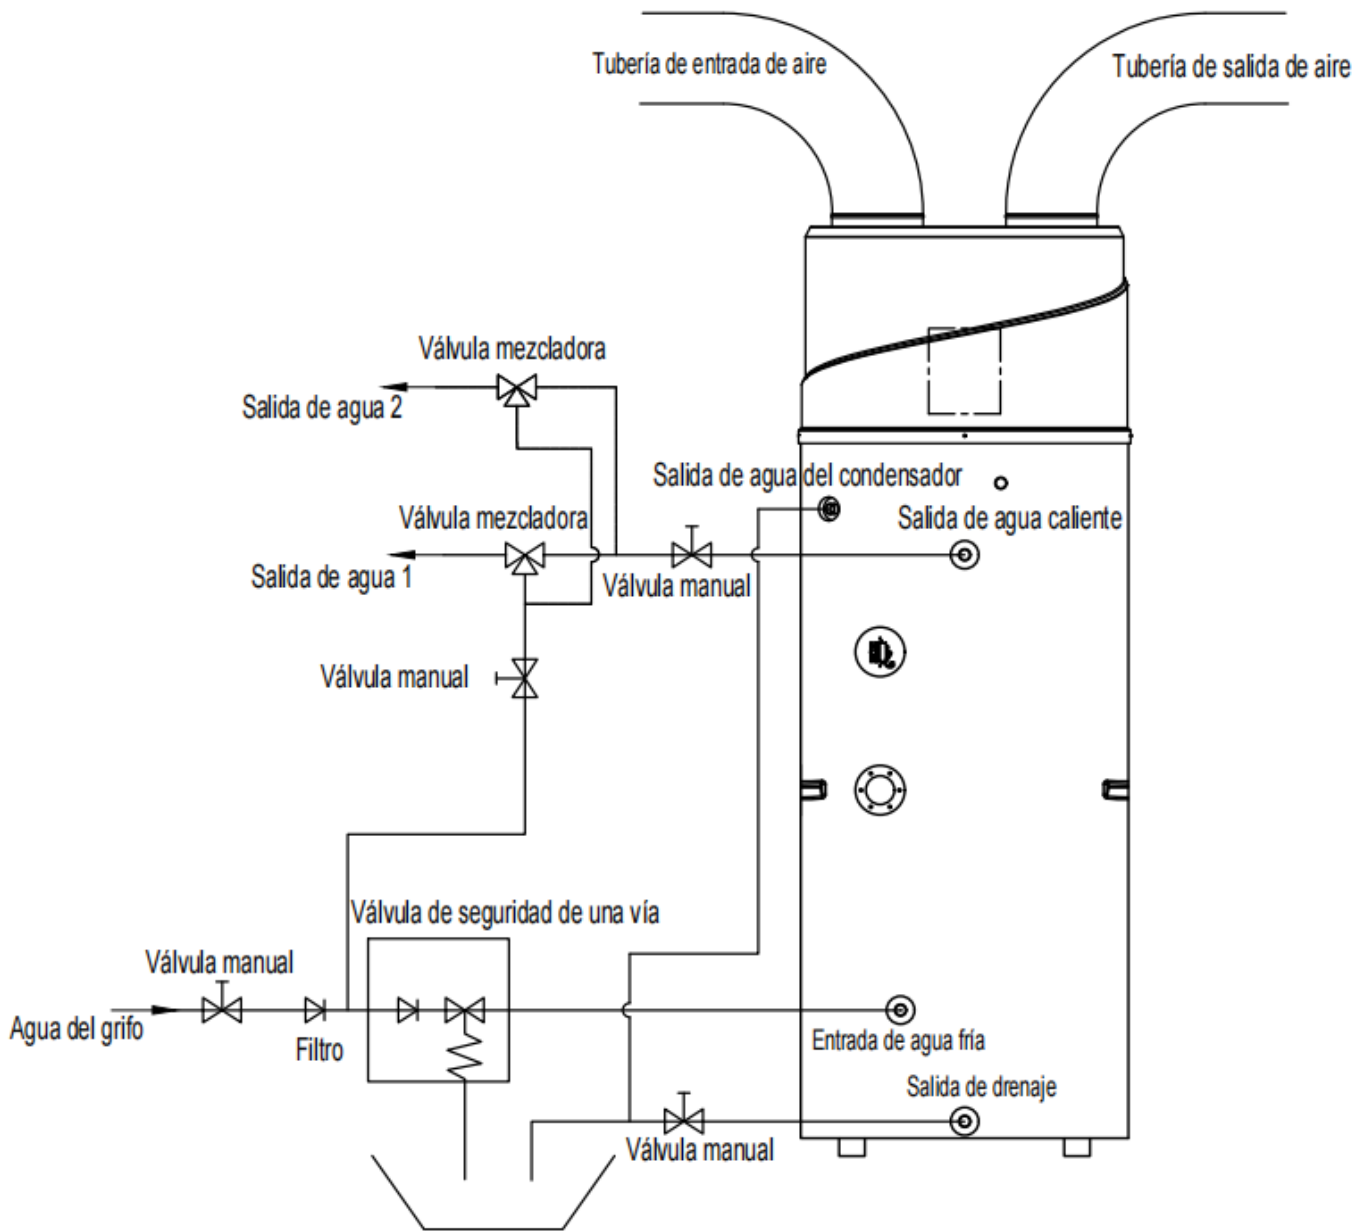 Tubería de entrada de aire
Tubería de salida de aire
Válvula mezcladora
Salida de agua 2
Salida de agua del condensador
Válvula mezcladora
Salida de agua caliente
Salida de agua 1
Válvula manual
Válvula manual
Válvula de seguridad de una vía
Válvula manual
Agua del grifo
Filtro
Entrada de agua fría
Salida de drenaje
Válvula manual